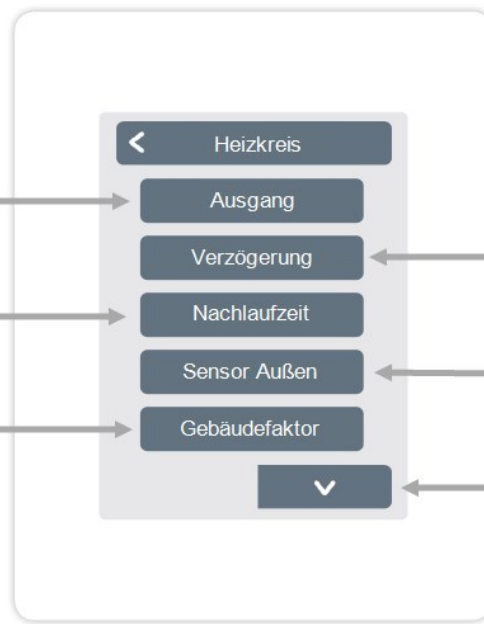 Heizkreis
Ausgang
Verzögerung
Nachlaufzeit
Sensor Außen
Gebäudefaktor